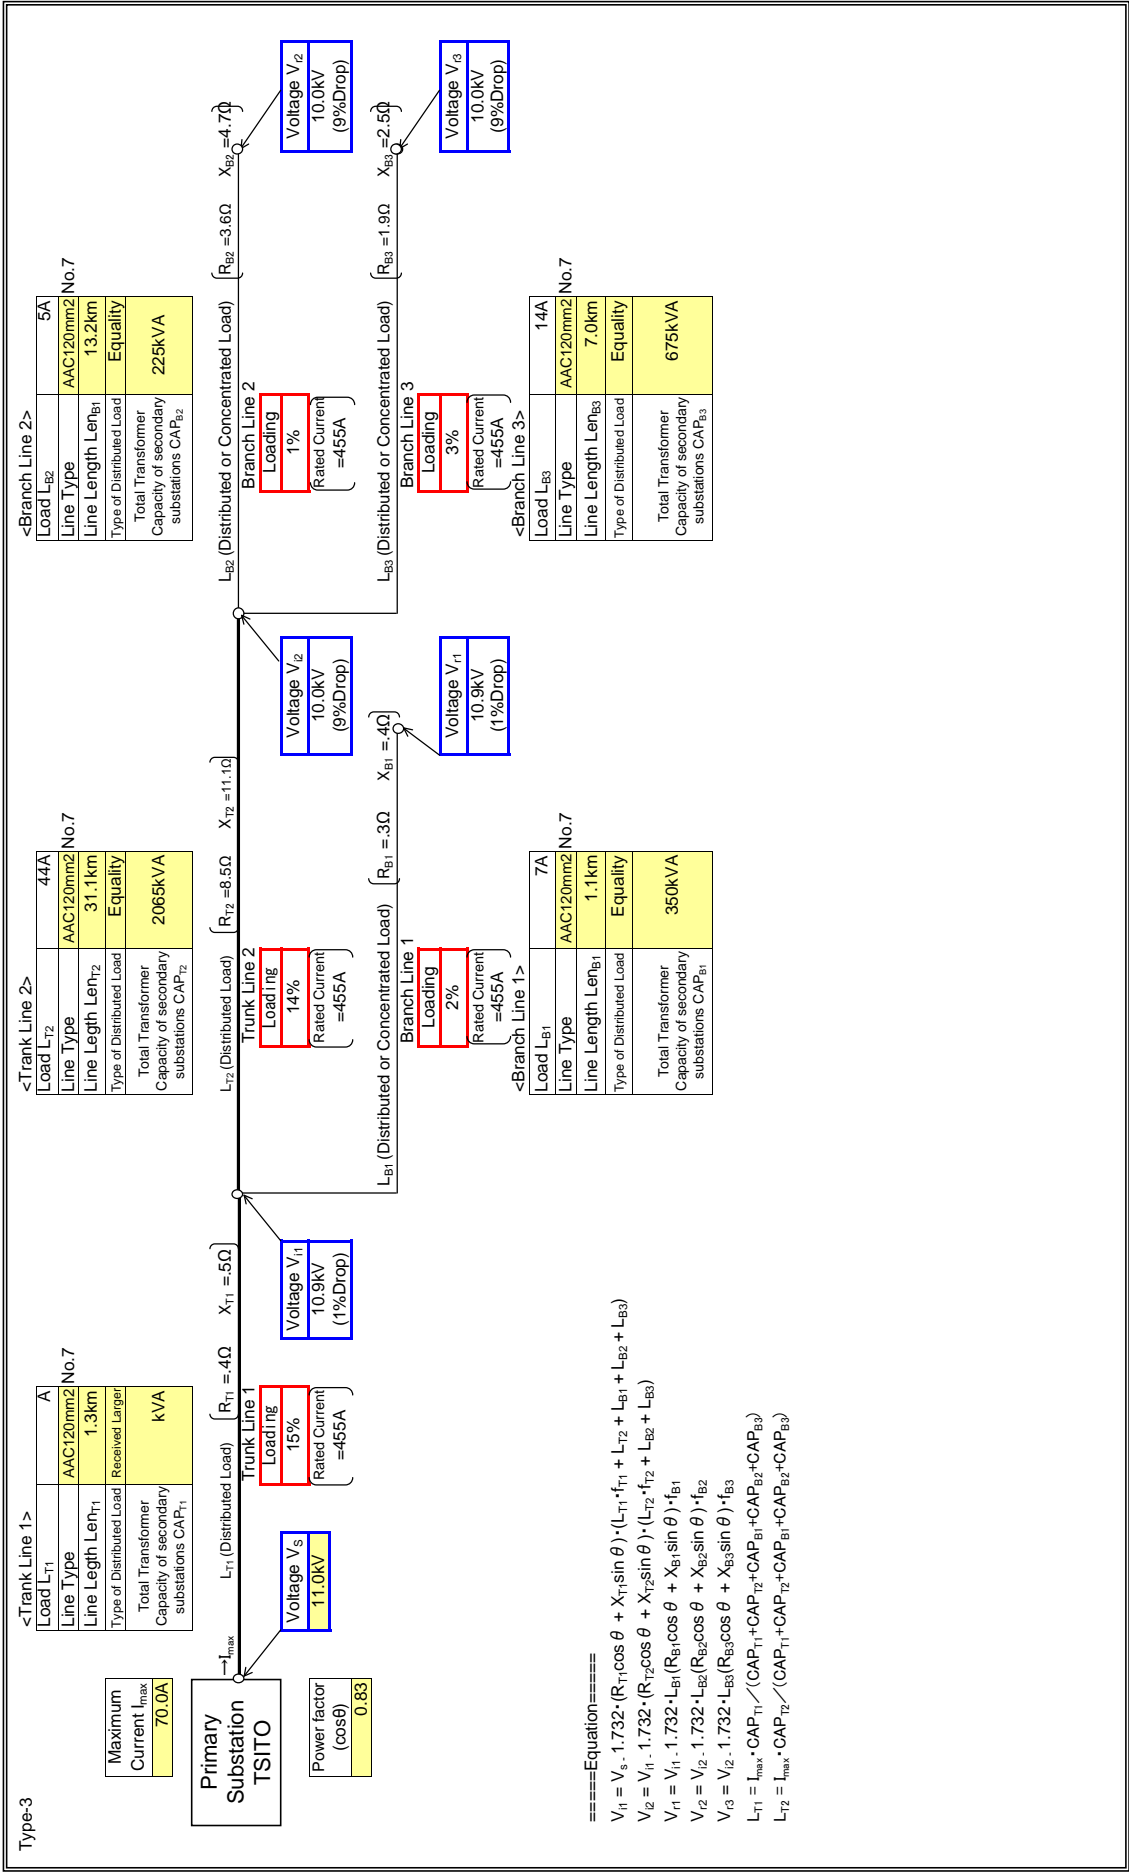 Type-3
Maximum
Current Imax
70.0A
Primary
Substation
TSITO
Power factor
(cosθ)
0.83
→Imax
Voltage VS
11.0kV
<Trank Line 1>
Load LT1 A
Line Type AAC120mm2 No.7
Line Legth LenT1 1.3km
Type of Distributed Load Received Larger
Total Transformer
Capacity of secondary
substations CAPT1
kVA
LT1 (Distributed Load)
RT1 =.4Ω XT1 =.5Ω
Trunk Line 1
Loading
15%
Rated Current
=455A
Voltage Vi1
10.9kV
(1%Drop)
<Trank Line 2>
Load LT2 44A
Line Type AAC120mm2 No.7
Line Legth LenT2 31.1km
Type of Distributed Load Equality
Total Transformer
Capacity of secondary
substations CAPT2
2065kVA
LT2 (Distributed Load)
RT2 =8.5Ω XT2 =11.1Ω
Trunk Line 2
Loading
14%
Rated Current
=455A
Voltage Vi2
10.0kV
(9%Drop)
LB1 (Distributed or Concentrated Load)
RB1 =.3Ω XB1 =.4Ω
Branch Line 1
Loading
2%
Rated Current
=455A
Voltage Vr1
10.9kV
(1%Drop)
<Branch Line 1>
Load LB1 7A
Line Type AAC120mm2 No.7
Line Length LenB1 1.1km
Type of Distributed Load Equality
Total Transformer
Capacity of secondary
substations CAPB1
350kVA
<Branch Line 2>
Load LB2 5A
Line Type AAC120mm2 No.7
Line Length LenB1 13.2km
Type of Distributed Load Equality
Total Transformer
Capacity of secondary
substations CAPB2
225kVA
LB2 (Distributed or Concentrated Load)
RB2 =3.6Ω XB2 =4.7Ω
Branch Line 2
Loading
1%
Rated Current
=455A
Voltage Vr2
10.0kV
(9%Drop)
LB3 (Distributed or Concentrated Load)
RB3 =1.9Ω XB3 =2.5Ω
Branch Line 3
Loading
3%
Rated Current
=455A
Voltage Vr3
10.0kV
(9%Drop)
<Branch Line 3>
Load LB3 14A
Line Type AAC120mm2 No.7
Line Length LenB3 7.0km
Type of Distributed Load Equality
Total Transformer
Capacity of secondary
substations CAPB3
675kVA
=====Equation=====
Vi1 = Vs - 1.732・(RT1cos θ + XT1sin θ)・(LT1・fT1 + LT2 + LB1 + LB2 + LB3)
Vi2 = Vi1 - 1.732・(RT2cos θ + XT2sin θ)・(LT2・fT2 + LB2 + LB3)
Vr1 = Vi1 - 1.732・LB1(RB1cos θ + XB1sin θ)・fB1
Vr2 = Vi2 - 1.732・LB2(RB2cos θ + XB2sin θ)・fB2
Vr3 = Vi2 - 1.732・LB3(RB3cos θ + XB3sin θ)・fB3
LT1 = Imax・CAPT1／(CAPT1+CAPT2+CAPB1+CAPB2+CAPB3)
LT2 = Imax・CAPT2／(CAPT1+CAPT2+CAPB1+CAPB2+CAPB3)